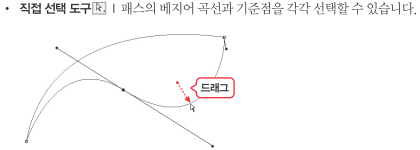 • 직접 선택 도구 | 패스의 베지어 곡선과 기준점을 각각 선택할 수 있습니다.
드래그